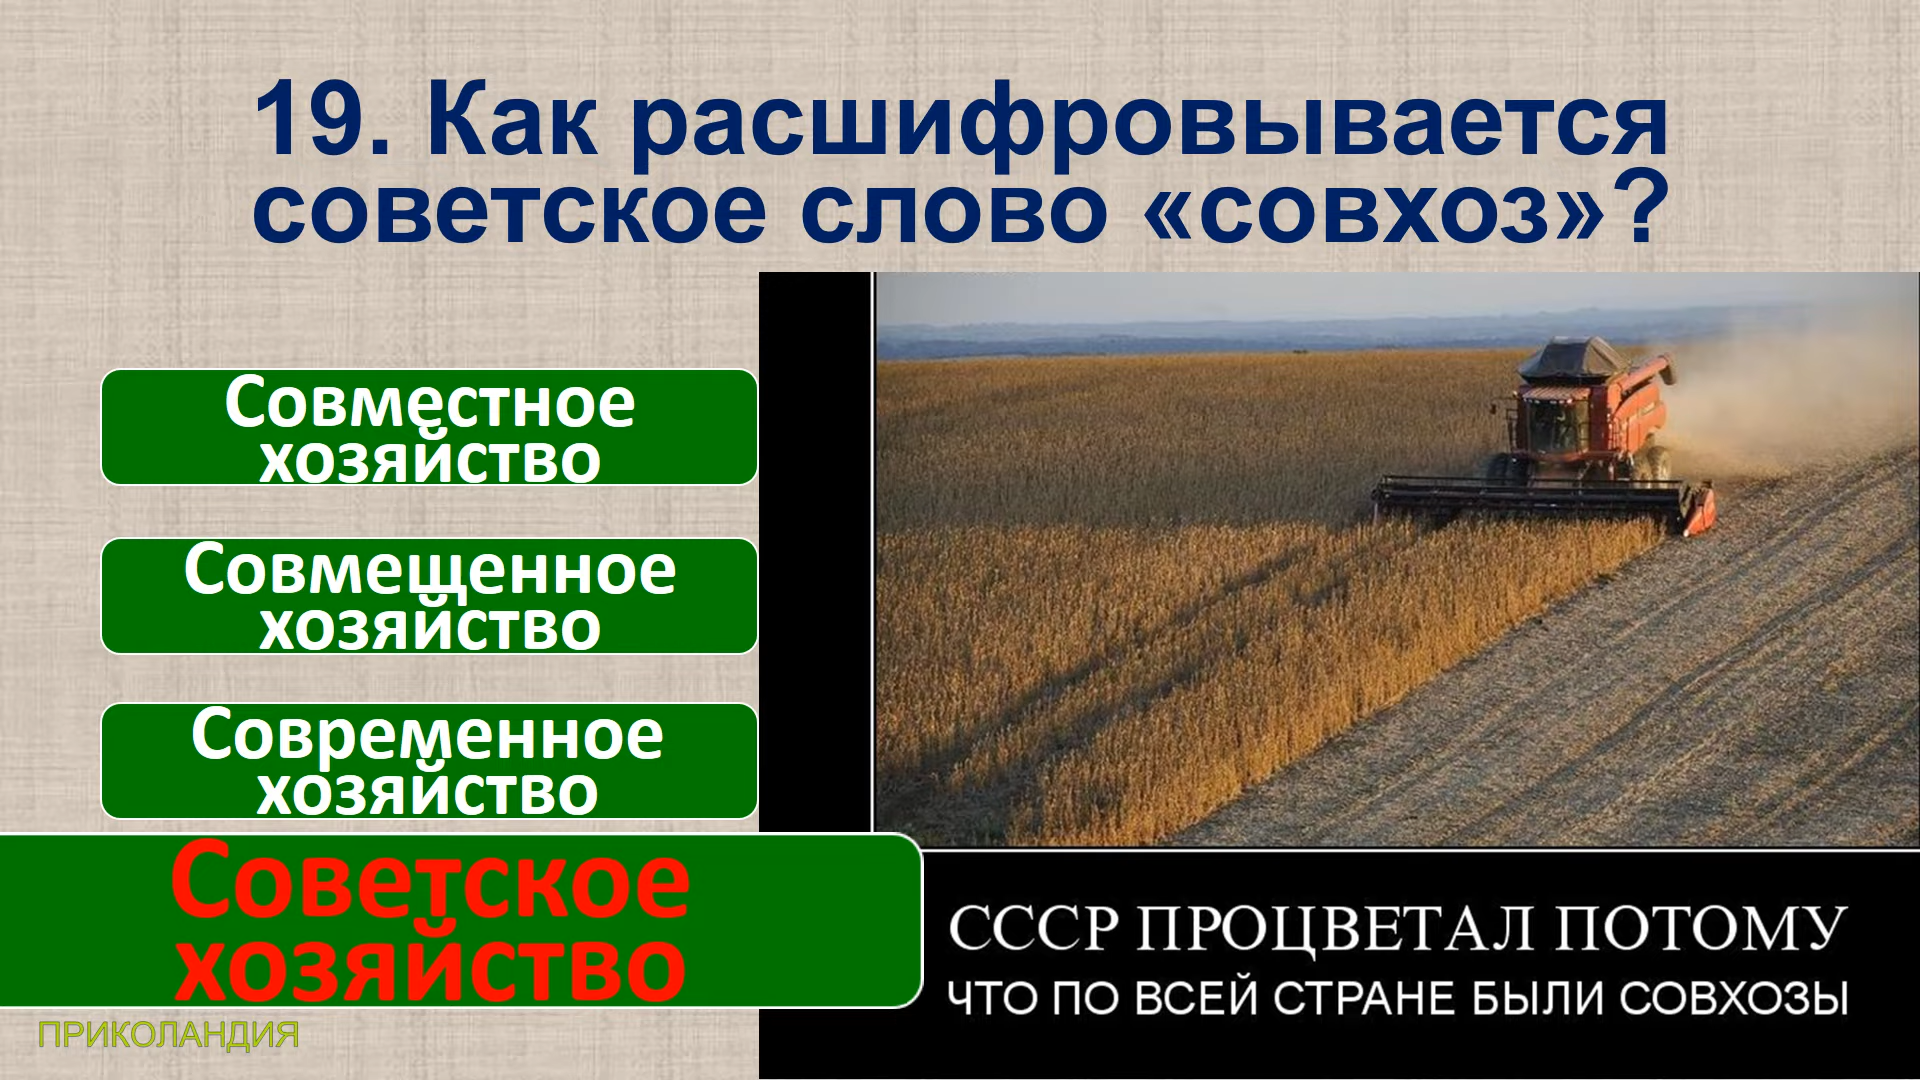 19. Как расшифровывается
советское слово «совхоз»?
Совместное
хозяйство
Совмещенное
хозяйство
Современное
хозяйство
Советское
хозяйство
СССР ПРОЦВЕТАЛ ПОТОМУ
ЧТО ПО ВСЕЙ СТРАНЕ БЫЛИ СОВХОЗЫ
ПРИКОЛАНДИЯ